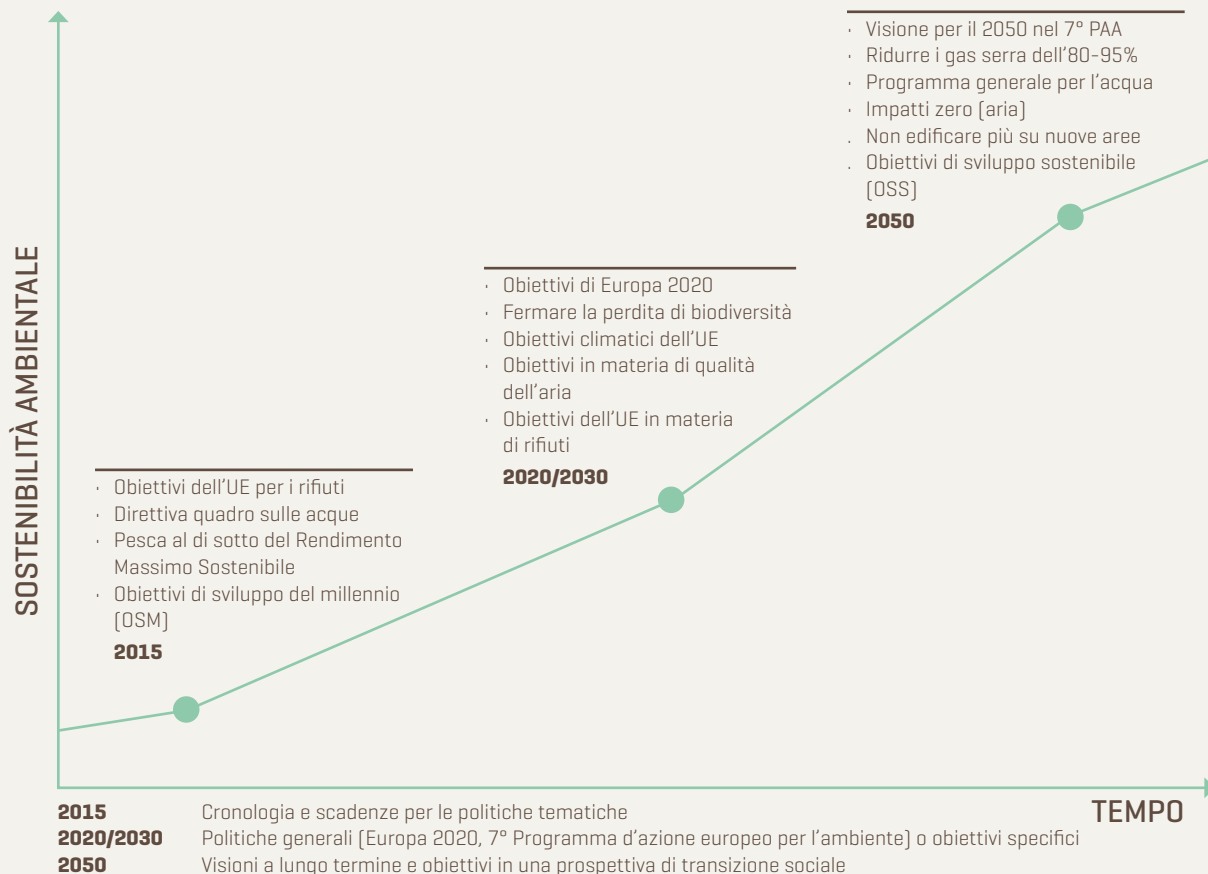 · Visione per il 2050 nel 7° PAA
· Ridurre i gas serra dell'80-95%
· Programma generale per l'acqua
· Impatti zero (aria)
. Non edificare più su nuove aree
. Obiettivi di sviluppo sostenibile
(OSS)
2050
· Obiettivi di Europa 2020
· Fermare la perdita di biodiversità
· Obiettivi climatici dell'UE
· Obiettivi in materia di qualità
dell'aria
· Obiettivi dell'UE in materia
di rifiuti
2020/2030
· Obiettivi dell'UE per i rifiuti
· Direttiva quadro sulle acque
· Pesca al di sotto del Rendimento
Massimo Sostenibile
· Obiettivi di sviluppo del millennio
(OSM)
2015
SOSTENIBILITÀ AMBIENTALE
TEMPO
2015 Cronologia e scadenze per le politiche tematiche
2020/2030 Politiche generali (Europa 2020, 7° Programma d'azione europeo per l'ambiente) o obiettivi specifici
2050 Visioni a lungo termine e obiettivi in una prospettiva di transizione sociale